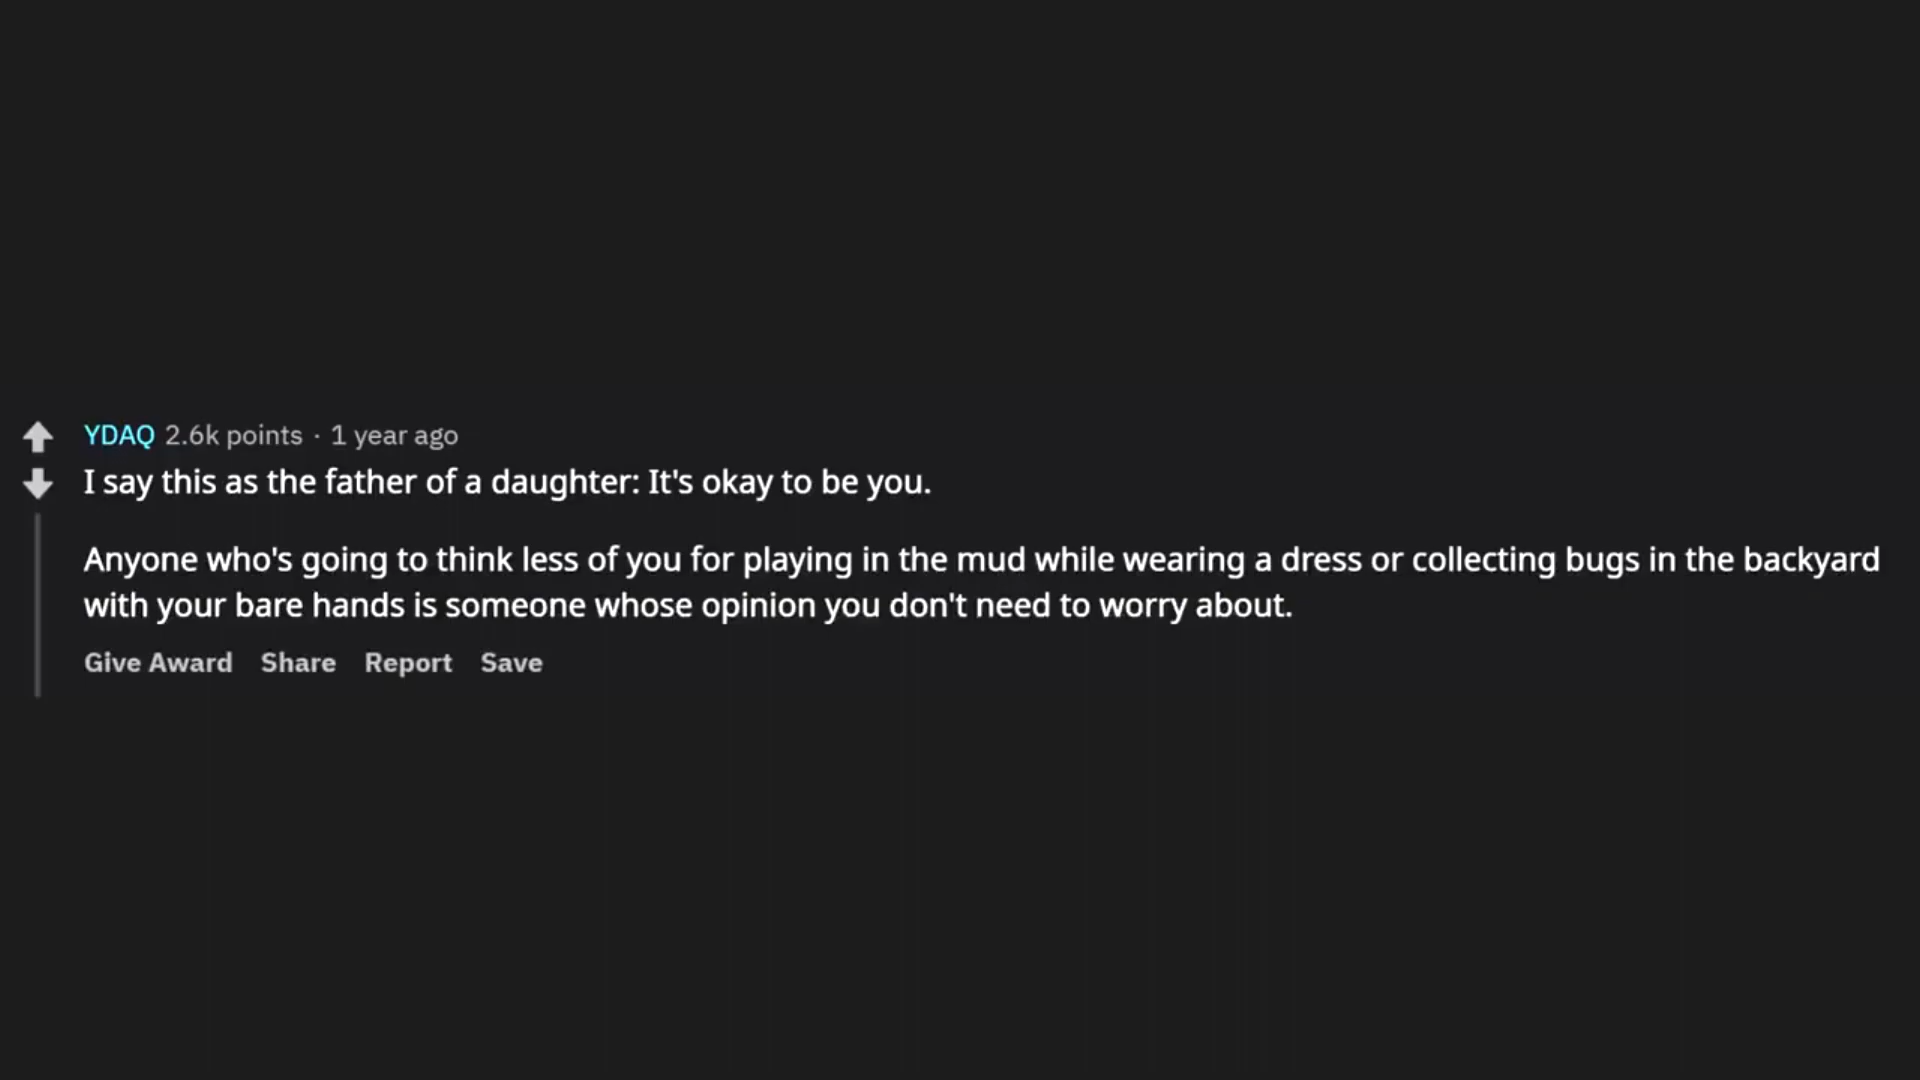 YDAQ 2.6k points · 1 year ago
I say this as the father of a daughter: It's okay to be you.
Anyone who's going to think less of you for playing in the mud while wearing a dress or collecting bugs in the backyard
with your bare hands is someone whose opinion you don't need to worry about.
Give Award Share Report Save